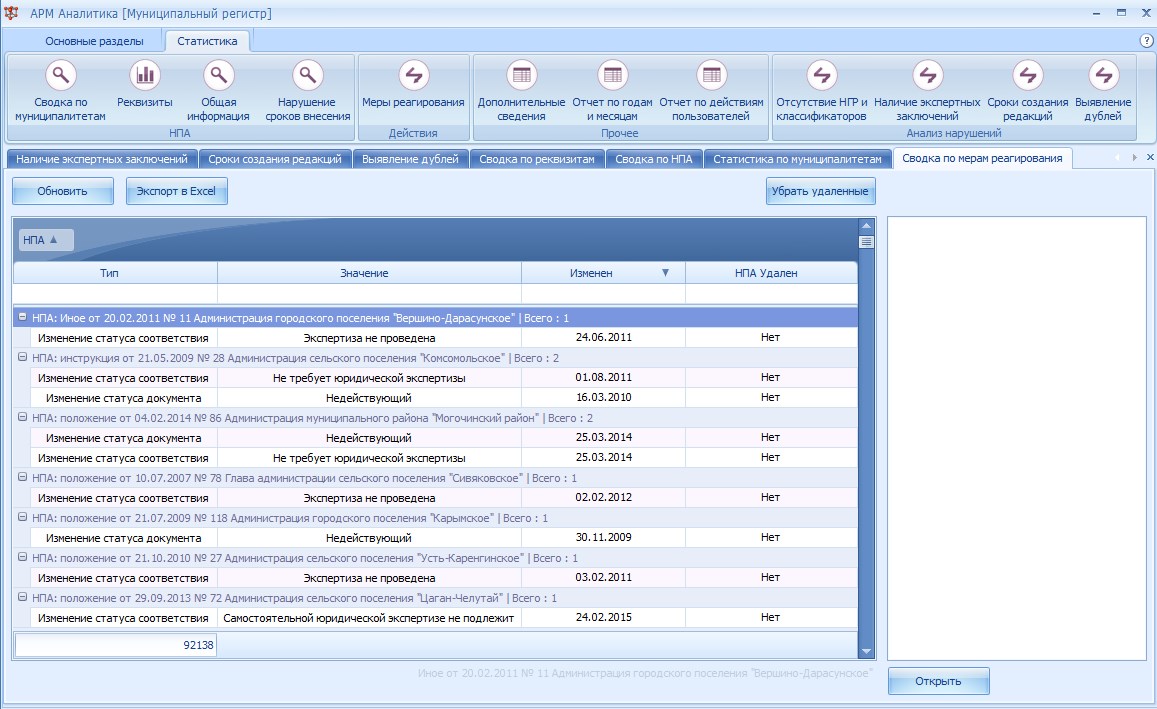 АРМ Аналитика [Муниципальный регистр]
Основные разделы Статистика
Сводка по муниципалитетам Реквизиты Общая информация Нарушение сроков внесения Меры реагирования Дополнительные сведения Отчет по годам и месяцам Отчет по действиям пользователей Отсутствие НГР и классификаторов Наличие экспертных заключений Сроки создания редакций Выявление дублей
НПА Действия Прочее Анализ нарушений
Наличие экспертных заключений Сроки создания редакций Выявление дублей Сводка по реквизитам Сводка по НПА Статистика по муниципалитетам Сводка по мерам реагирования
Обновить Экспорт в Excel Убрать удаленные
НПА
Тип Значение Изменен НПА Удален
НПА: Иное от 20.02.2011 № 11 Администрация городского поселения "Вершино-Дарасунское" | Всего : 1
Изменение статуса соответствия Экспертиза не проведена 24.06.2011 Нет
НПА: инструкция от 21.05.2009 № 28 Администрация сельского поселения "Комсомольское" | Всего : 2
Изменение статуса соответствия Не требует юридической экспертизы 01.08.2011 Нет
Изменение статуса документа Недействующий 16.03.2010 Нет
НПА: положение от 04.02.2014 № 86 Администрация муниципального района "Могочинский район" | Всего : 2
Изменение статуса документа Недействующий 25.03.2014 Нет
Изменение статуса соответствия Не требует юридической экспертизы 25.03.2014 Нет
НПА: положение от 10.07.2007 № 78 Глава администрации сельского поселения "Сивяковское" | Всего : 1
Изменение статуса соответствия Экспертиза не проведена 02.02.2012 Нет
НПА: положение от 21.07.2009 № 118 Администрация городского поселения "Карымское" | Всего : 1
Изменение статуса документа Недействующий 30.11.2009 Нет
НПА: положение от 21.10.2010 № 27 Администрация сельского поселения "Усть-Каренгинское" | Всего : 1
Изменение статуса соответствия Экспертиза не проведена 03.02.2011 Нет
НПА: положение от 29.09.2013 № 72 Администрация сельского поселения "Цаган-Челутай" | Всего : 1
Изменение статуса соответствия Самостоятельной юридической экспертизе не подлежит 24.02.2015 Нет
92138
Иное от 20.02.2011 № 11 Администрация городского поселения "Вершино-Дарасунское"
Открыть